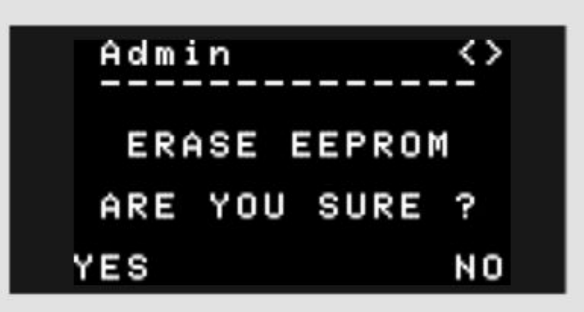 Admin <>
--------------
ERASE EEPROM
ARE YOU SURE ?
YES NO